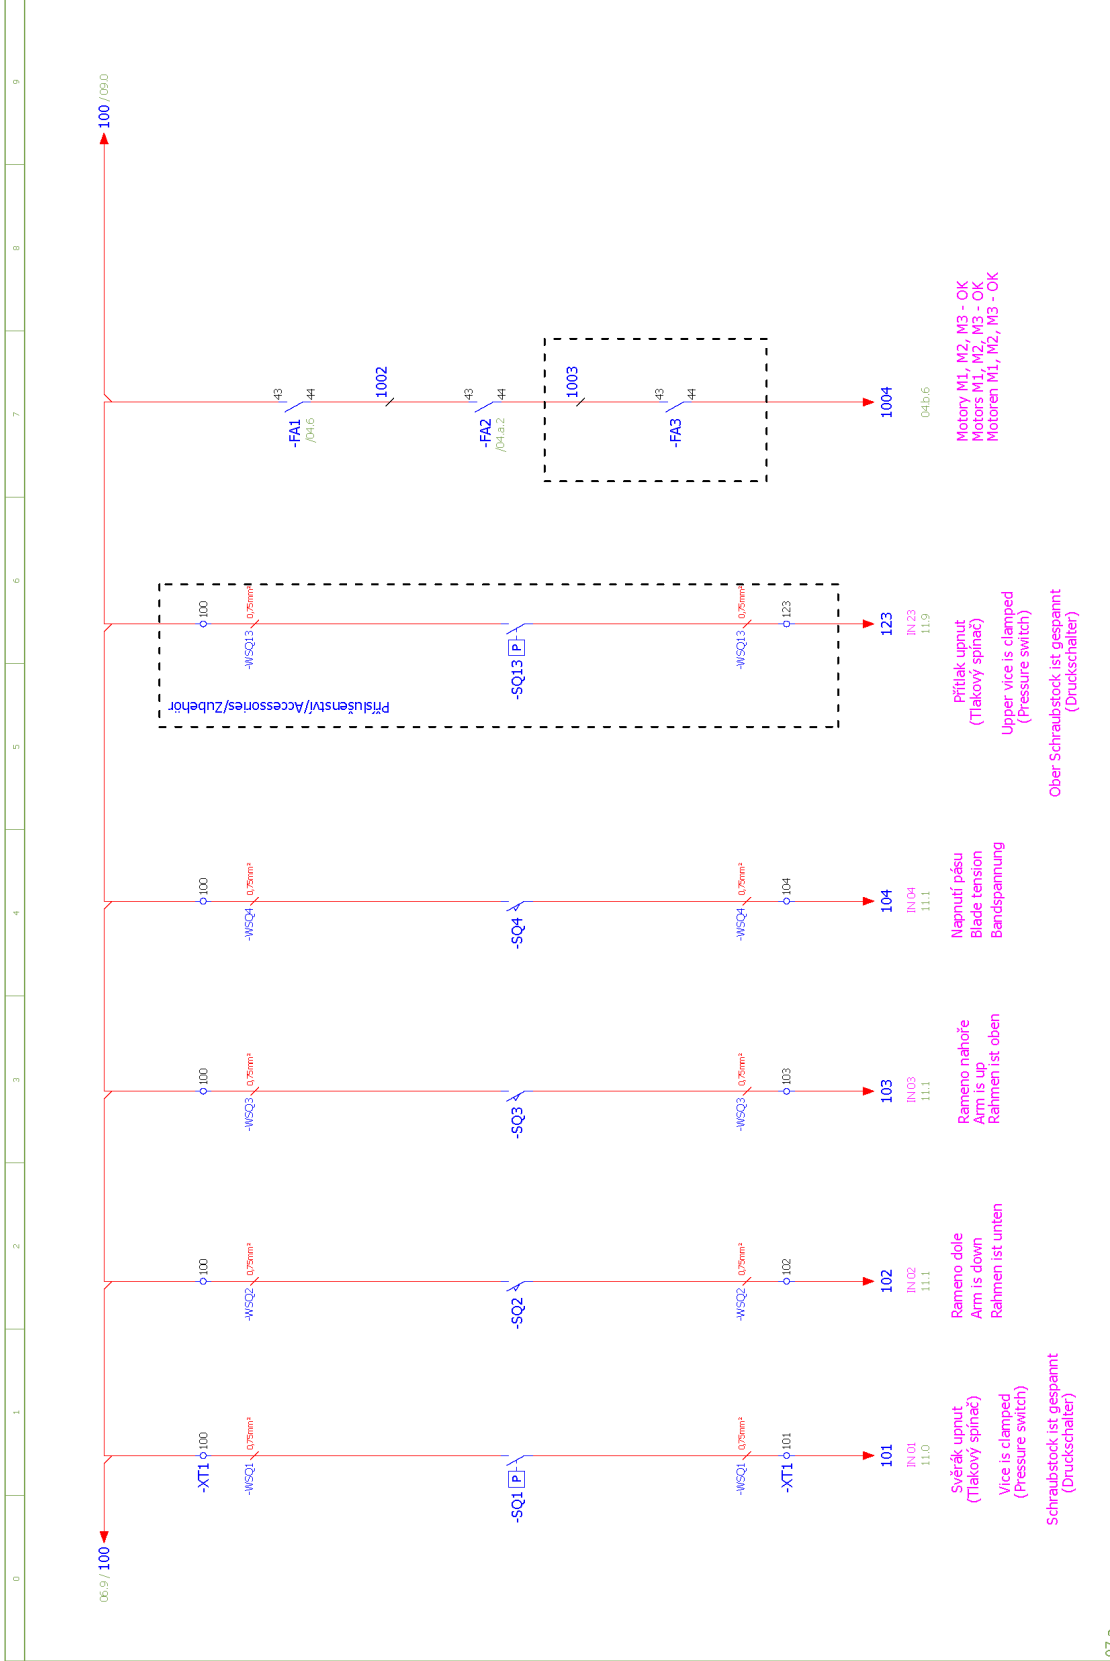 0
1
2
3
4
5
6
7
8
9
06.9 / 100
100 / 09.0
-XT1
100
-WSQ1
0,75mm²
-SQ1
P
-WSQ1
0,75mm²
-XT1
101
101
IN 01
11.0
Svěrák upnut
(Tlakový spínač)
Vice is clamped
(Pressure switch)
Schraubstock ist gespannt
(Druckschalter)
100
-WSQ2
0,75mm²
-SQ2
-WSQ2
0,75mm²
102
102
IN 02
11.1
Rameno dole
Arm is down
Rahmen ist unten
100
-WSQ3
0,75mm²
-SQ3
-WSQ3
0,75mm²
103
103
IN 03
11.1
Rameno nahoře
Arm is up
Rahmen ist oben
100
-WSQ4
0,75mm²
-SQ4
-WSQ4
0,75mm²
104
104
IN 04
11.1
Napnutí pásu
Blade tension
Bandspannung
Příslušenství/Accessories/Zubehör
100
-WSQ13
0,75mm²
-SQ13
P
-WSQ13
0,75mm²
123
123
IN 23
11.9
Přítlak upnut
(Tlakový spínač)
Upper vice is clamped
(Pressure switch)
Ober Schraubstock ist gespannt
(Druckschalter)
43
-FA1
44
/04.6
1002
43
-FA2
44
/04.a.2
1003
43
-FA3
44
1004
04.b.6
Motory M1, M2, M3 - OK
Motors M1, M2, M3 - OK
Motoren M1, M2, M3 - OK